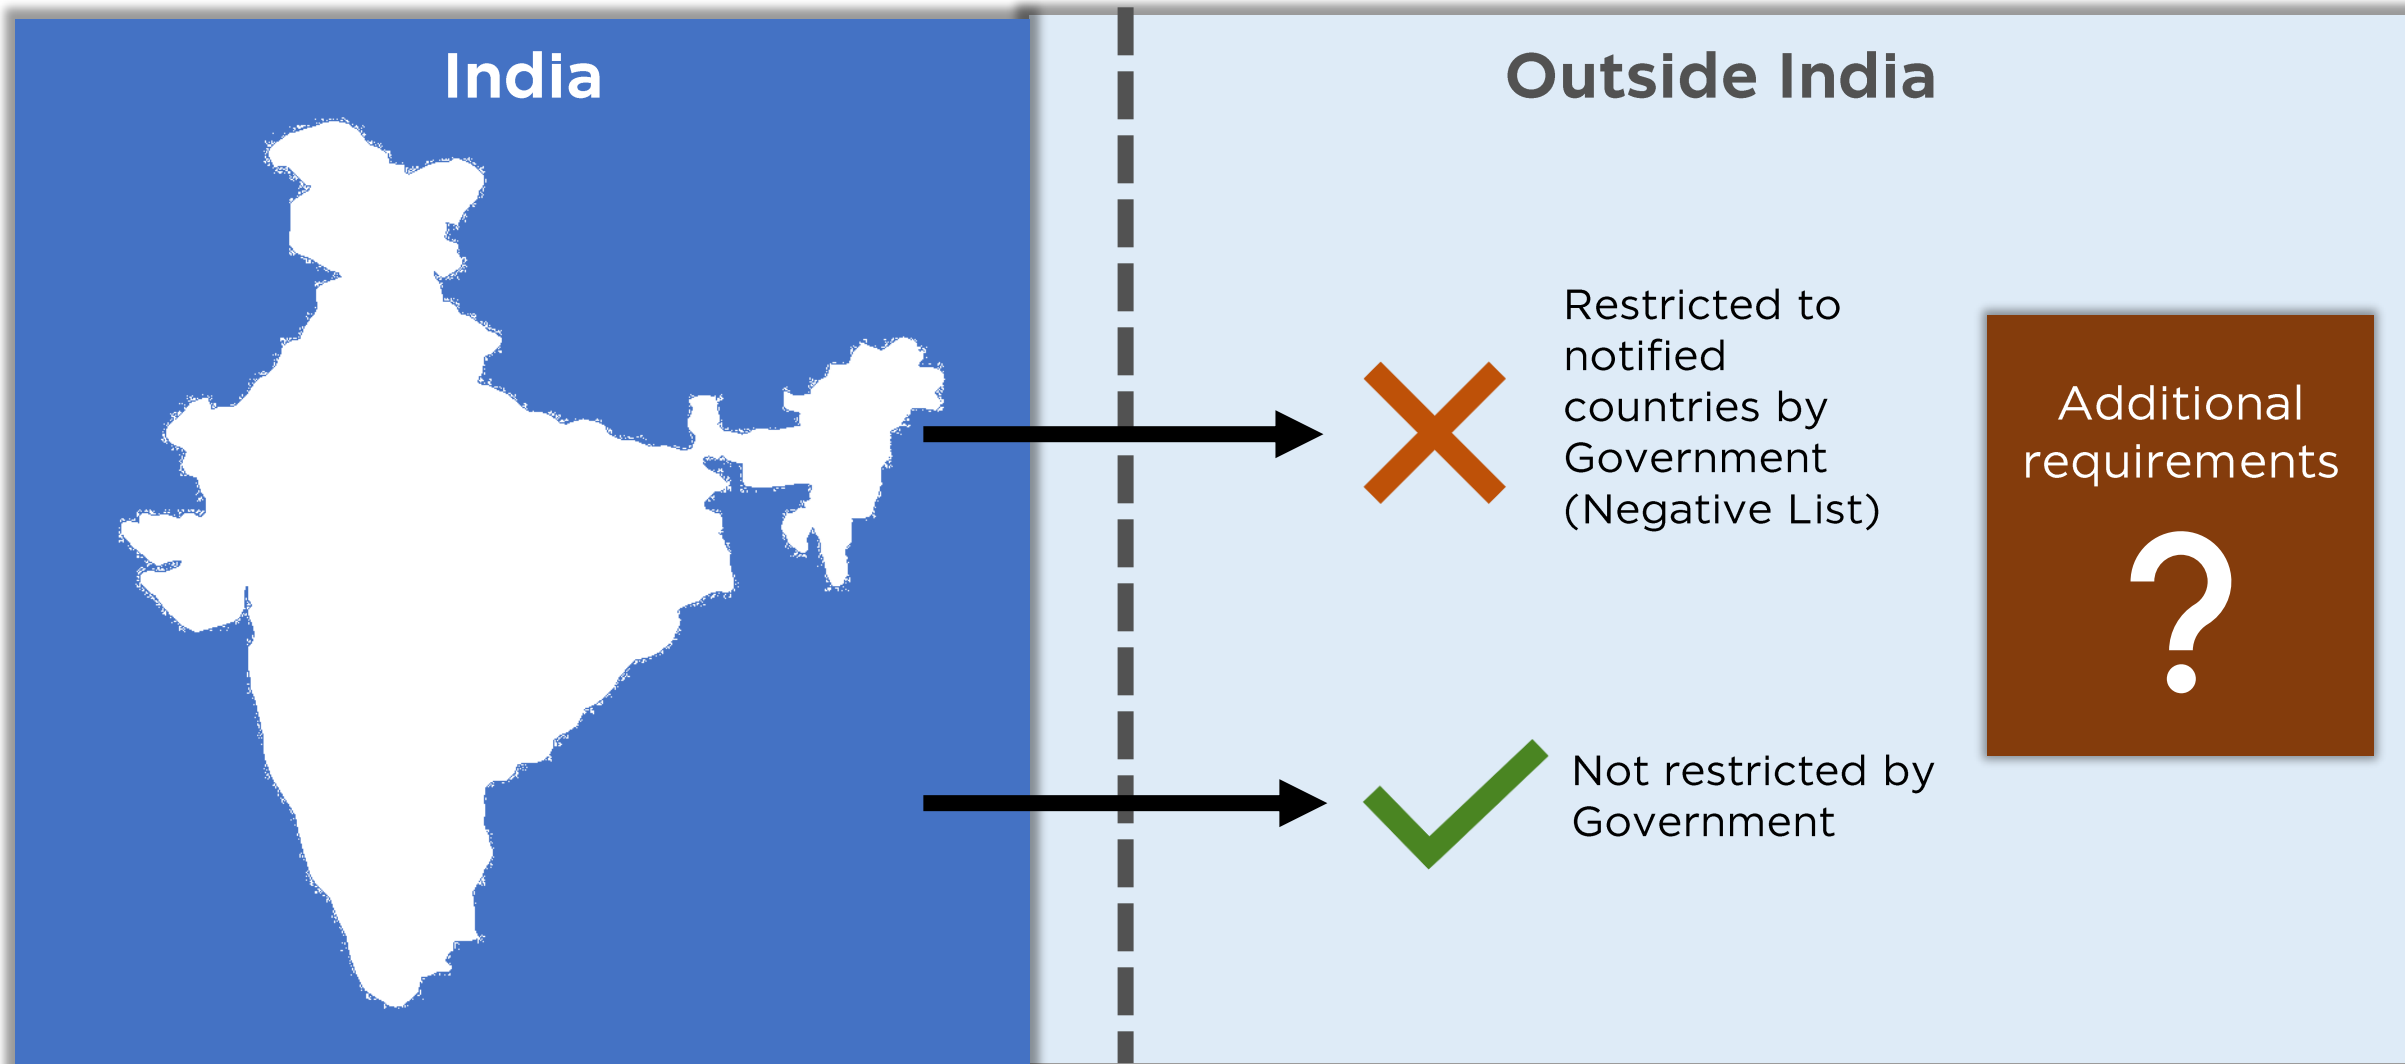 India
Outside India
Restricted to
notified
countries by
Government
(Negative List)
Additional
requirements
?
Not restricted by
Government